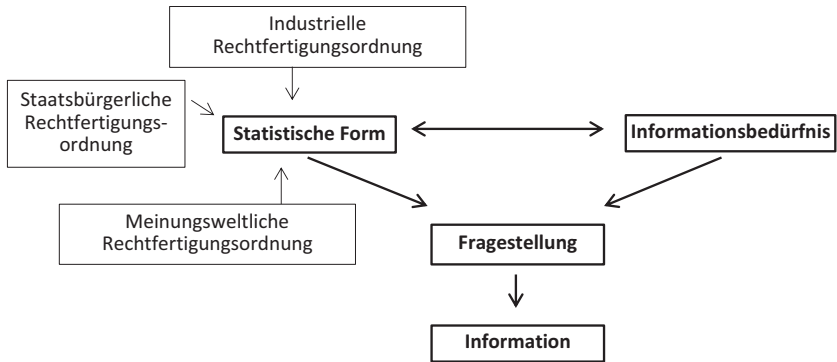 Industrielle
Rechtfertigungsordnung
Staatsbürgerliche
Rechtfertigungs-
ordnung
Statistische Form
Informationsbedürfnis
Meinungsweltliche
Rechtfertigungsordnung
Fragestellung
Information